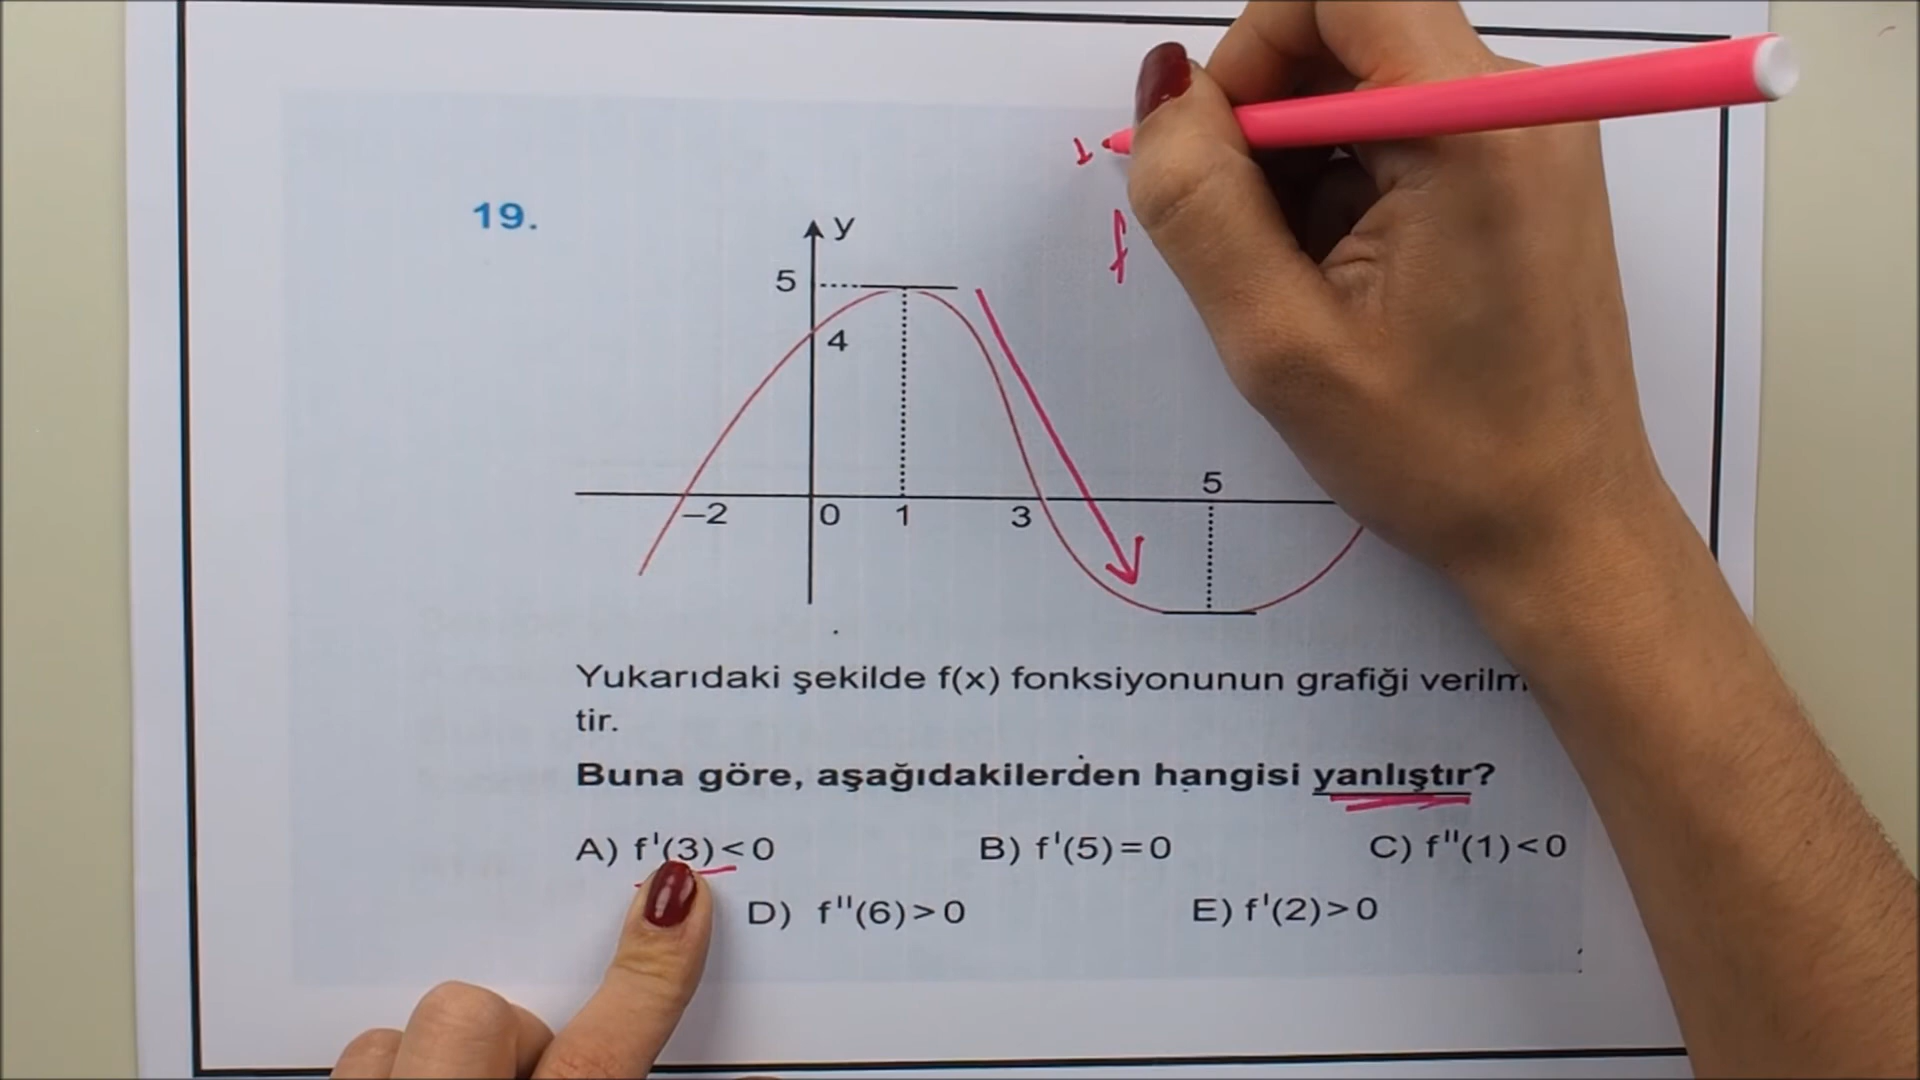 19.
y
5
4
5
–2 0 1 3
f
Yukarıdaki şekilde f(x) fonksiyonunun grafiği verilm
tir.
Buna göre, aşağıdakilerden hangisi yanlıştır?
A) f'(3)<0 B) f'(5)=0 C) f''(1)<0
D) f''(6)>0 E) f'(2)>0